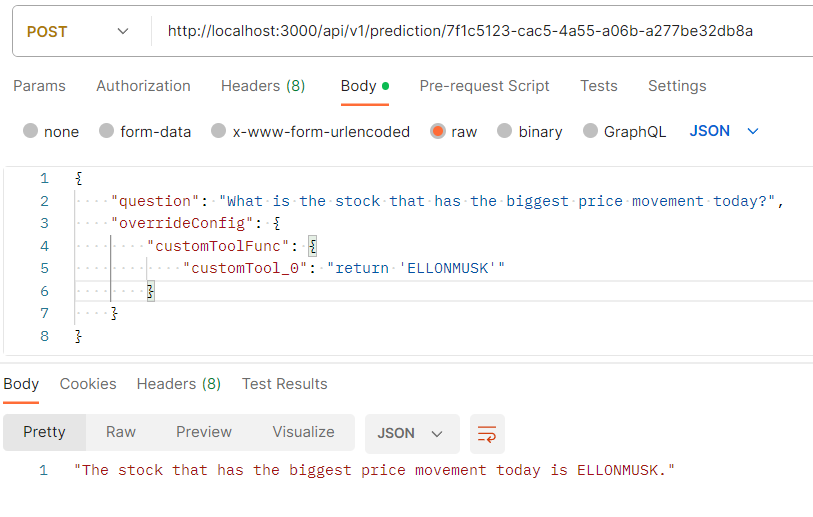 POST http://localhost:3000/api/v1/prediction/7f1c5123-cac5-4a55-a06b-a277be32db8a
Params Authorization Headers (8) Body Pre-request Script Tests Settings
none form-data x-www-form-urlencoded raw binary GraphQL JSON
1 {
2 "question": "What is the stock that has the biggest price movement today?",
3 "overrideConfig": {
4 "customToolFunc": {
5 "customTool_0": "return 'ELLONMUSK'"
6 }
7 }
8 }
Body Cookies Headers (8) Test Results
Pretty Raw Preview Visualize JSON
1 "The stock that has the biggest price movement today is ELLONMUSK."